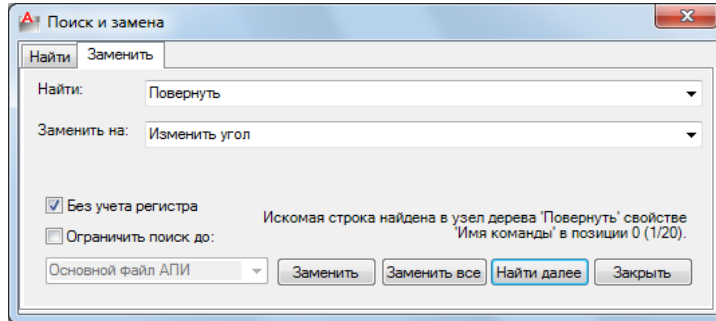 Поиск и замена
Найти Заменить
Найти: Повернуть
Заменить на: Изменить угол
Без учета регистра
Искомая строка найдена в узел дерева 'Повернуть' свойстве
Ограничить поиск до: 'Имя команды' в позиции 0 (1/20).
Основной файл АПИ Заменить Заменить все Найти далее Закрыть